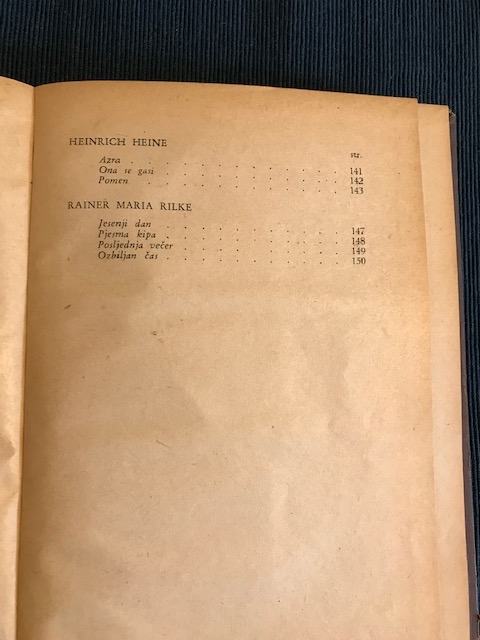 HEINRICH HEINE
str.
Azra . . . . . . . . . . . 141
Ona se gasi . . . . . . . . . . 142
Pomen . . . . . . . . . . . 143
RAINER MARIA RILKE
Jesenji dan . . . . . . . . . . 147
Pjesma kipa . . . . . . . . . . 148
Posljednja večer . . . . . . . . . 149
Ozbiljan čas . . . . . . . . . . 150